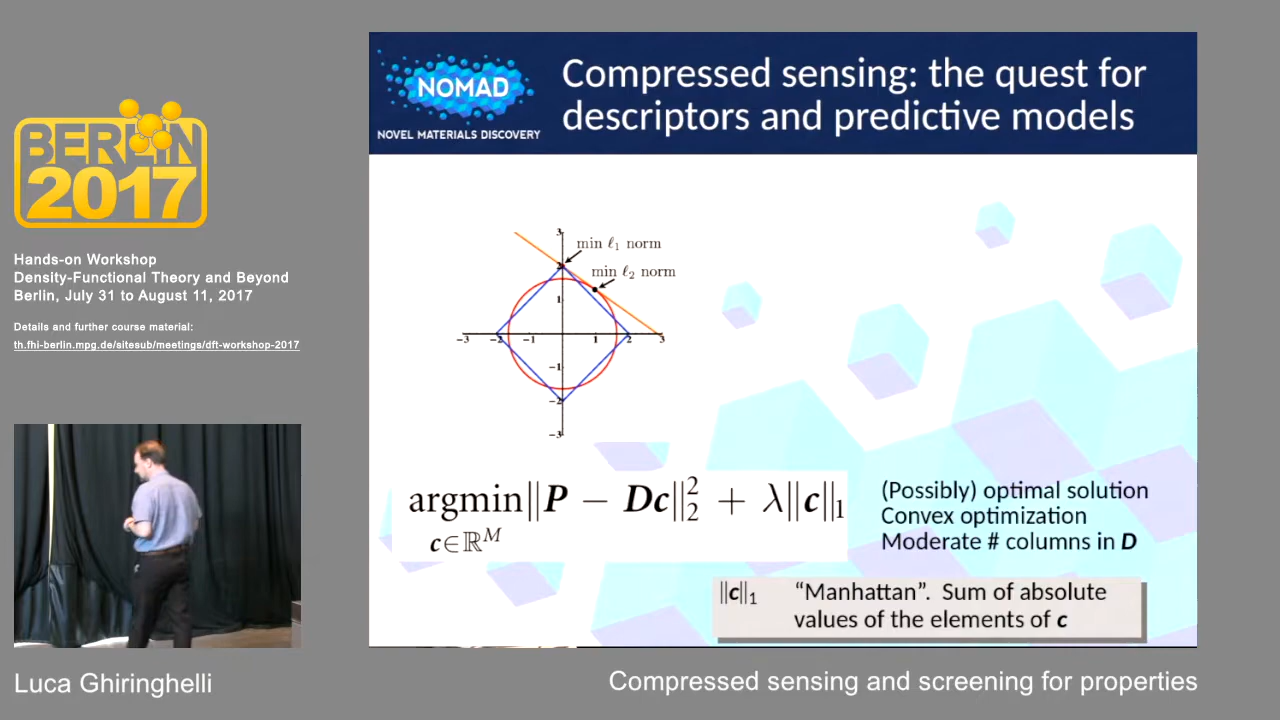 BERLIN
2017
Hands-on Workshop
Density-Functional Theory and Beyond
Berlin, July 31 to August 11, 2017
Details and further course material:
th.fhi-berlin.mpg.de/sitesub/meetings/dft-workshop-2017
Luca Ghiringhelli
NOMAD
NOVEL MATERIALS DISCOVERY
Compressed sensing: the quest for
descriptors and predictive models
3
min ℓ₁ norm
2
min ℓ₂ norm
1
−3 −2 −1 1 2 3
−1
−2
−3
argmin‖P − Dc‖₂² + λ‖c‖₁
c∈ℝᴹ
(Possibly) optimal solution
Convex optimization
Moderate # columns in D
‖c‖₁ “Manhattan”. Sum of absolute
values of the elements of c
Compressed sensing and screening for properties